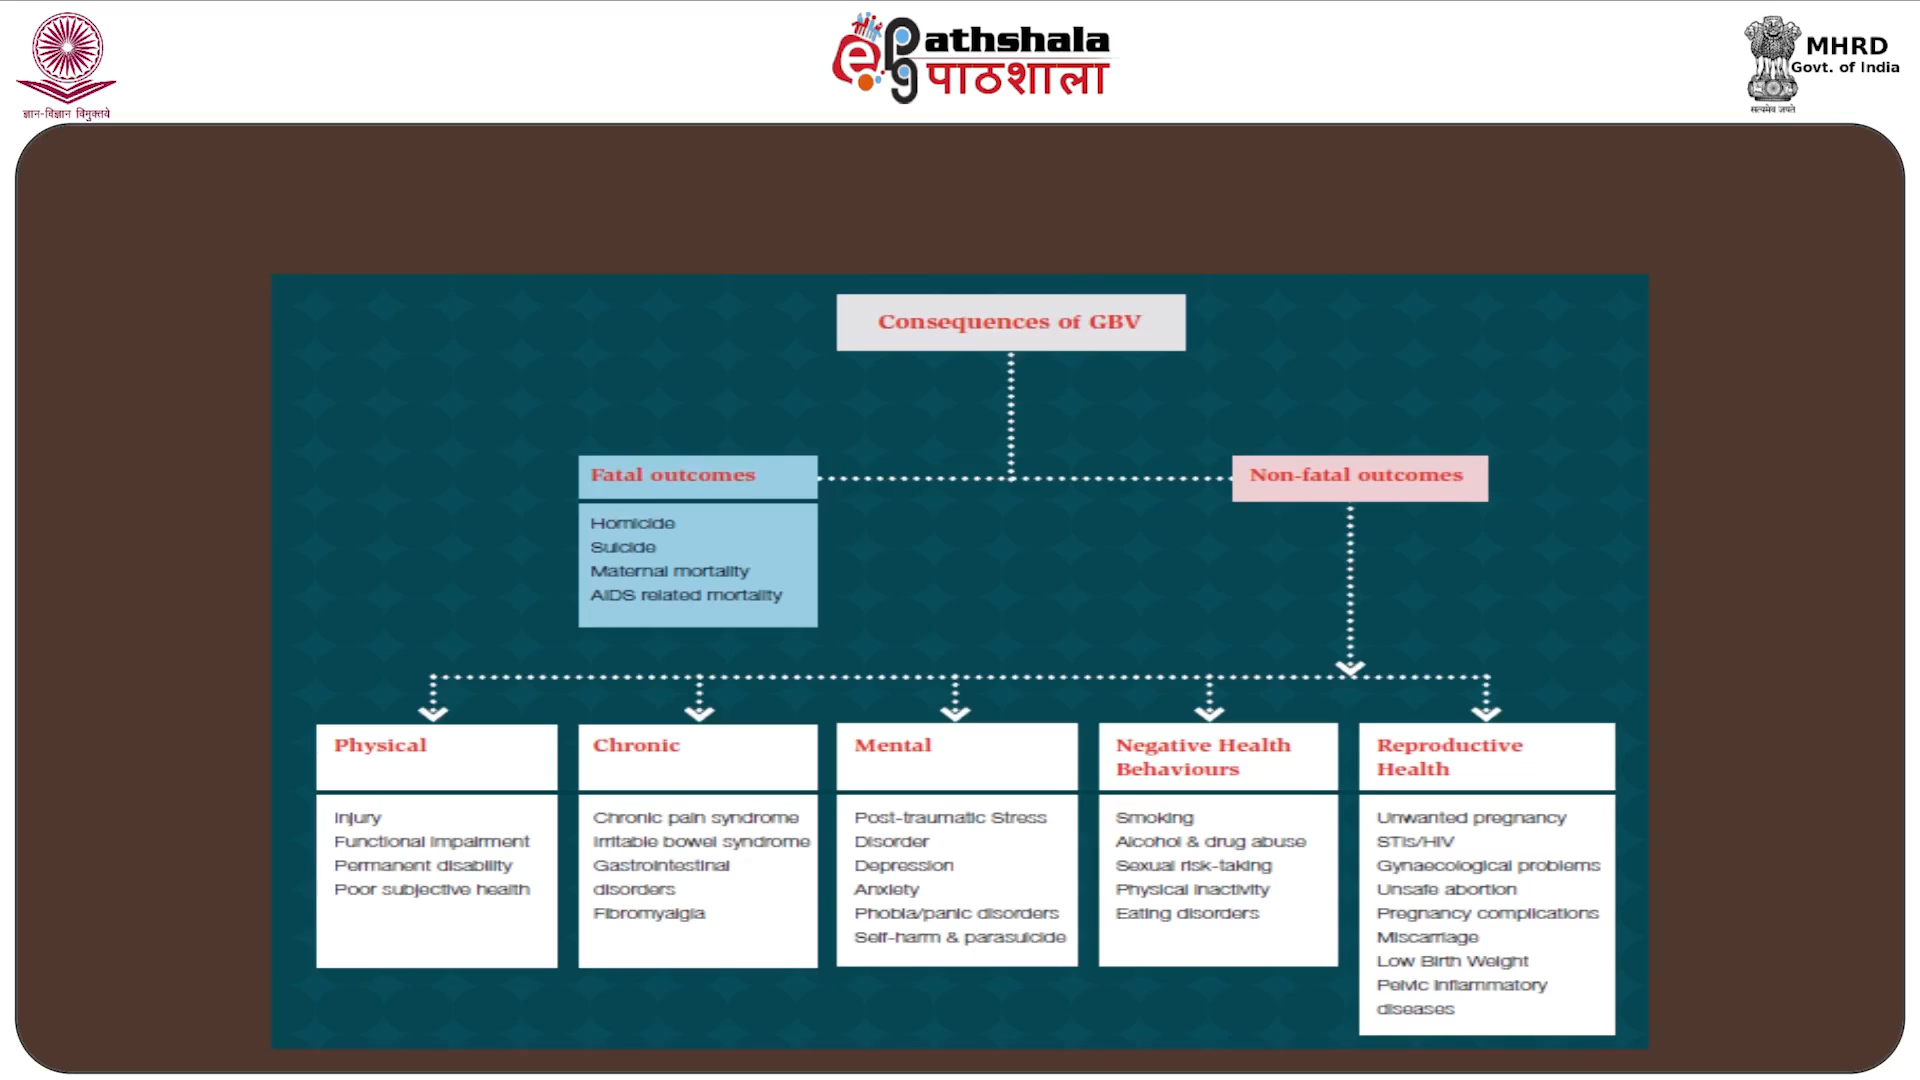 ज्ञान-विज्ञान विमुक्तये
ePg
athshala
पाठशाला
MHRD
Govt. of India
सत्यमेव जयते
Consequences of GBV
Fatal outcomes
Homicide
Suicide
Maternal mortality
AIDS related mortality
Non-fatal outcomes
Physical
Injury
Functional impairment
Permanent disability
Poor subjective health
Chronic
Chronic pain syndrome
Irritable bowel syndrome
Gastrointestinal
disorders
Fibromyalgia
Mental
Post-traumatic Stress
Disorder
Depression
Anxiety
Phobia/panic disorders
Self-harm & parasuicide
Negative Health
Behaviours
Smoking
Alcohol & drug abuse
Sexual risk-taking
Physical inactivity
Eating disorders
Reproductive
Health
Unwanted pregnancy
STIs/HIV
Gynaecological problems
Unsafe abortion
Pregnancy complications
Miscarriage
Low Birth Weight
Pelvic inflammatory
diseases